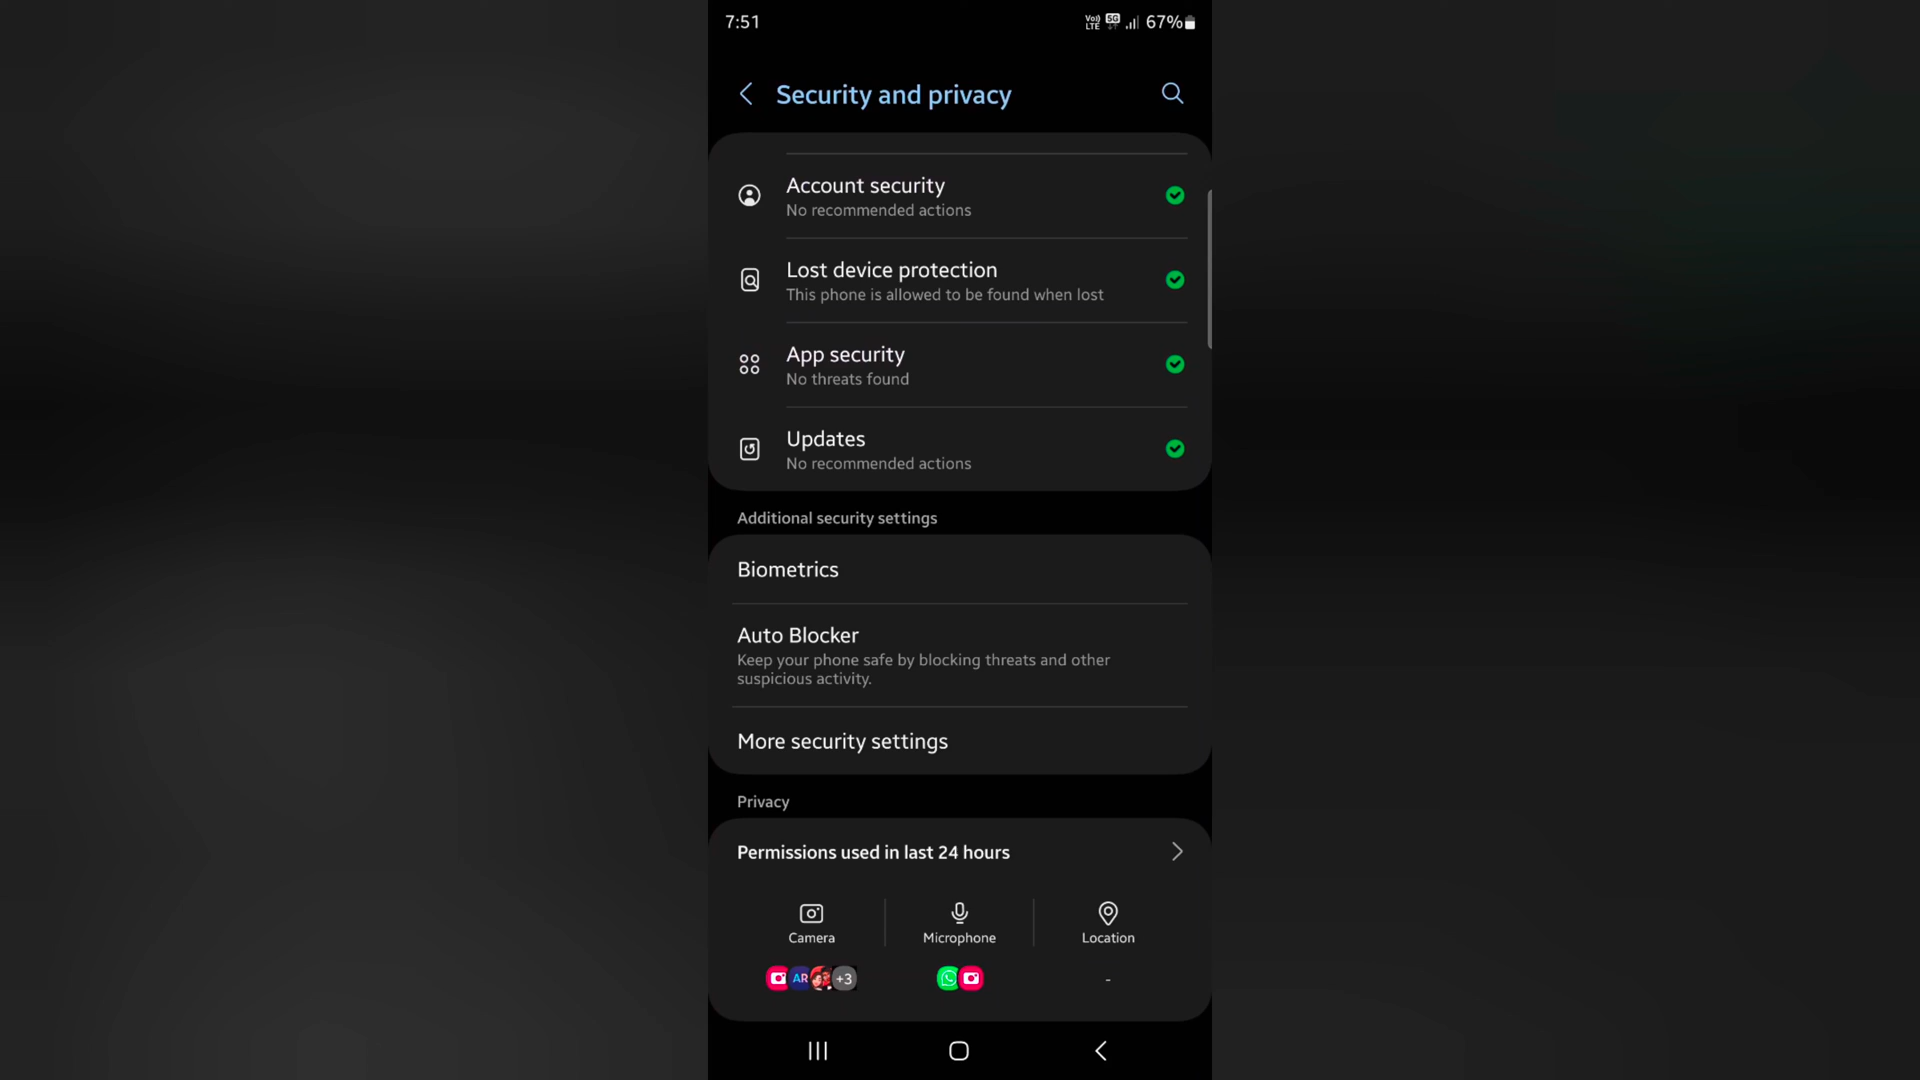 7:51
Vo)) LTE 5G 67%
Security and privacy
Account security
No recommended actions
Lost device protection
This phone is allowed to be found when lost
App security
No threats found
Updates
No recommended actions
Additional security settings
Biometrics
Auto Blocker
Keep your phone safe by blocking threats and other
suspicious activity.
More security settings
Privacy
Permissions used in last 24 hours
Camera Microphone Location
AR +3 -